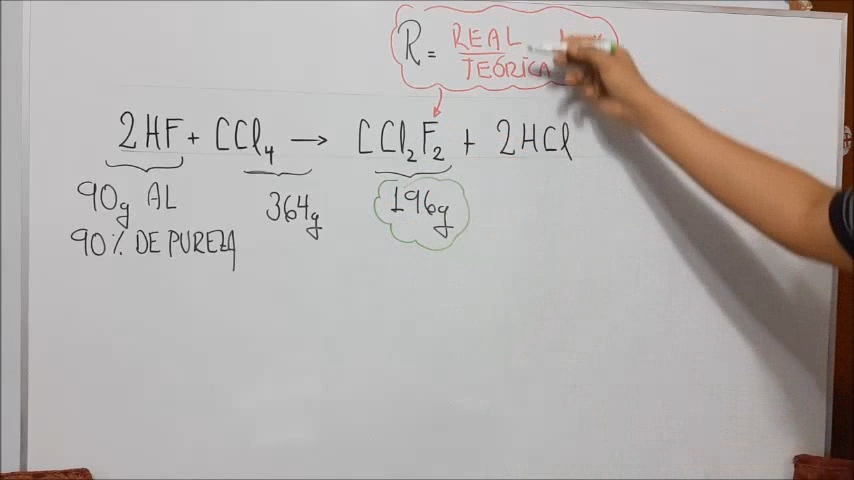 R = REAL
TEÓRICA
2HF + CCl₄ → CCl₂F₂ + 2HCl
90g AL 364g 196g
90% DE PUREZA